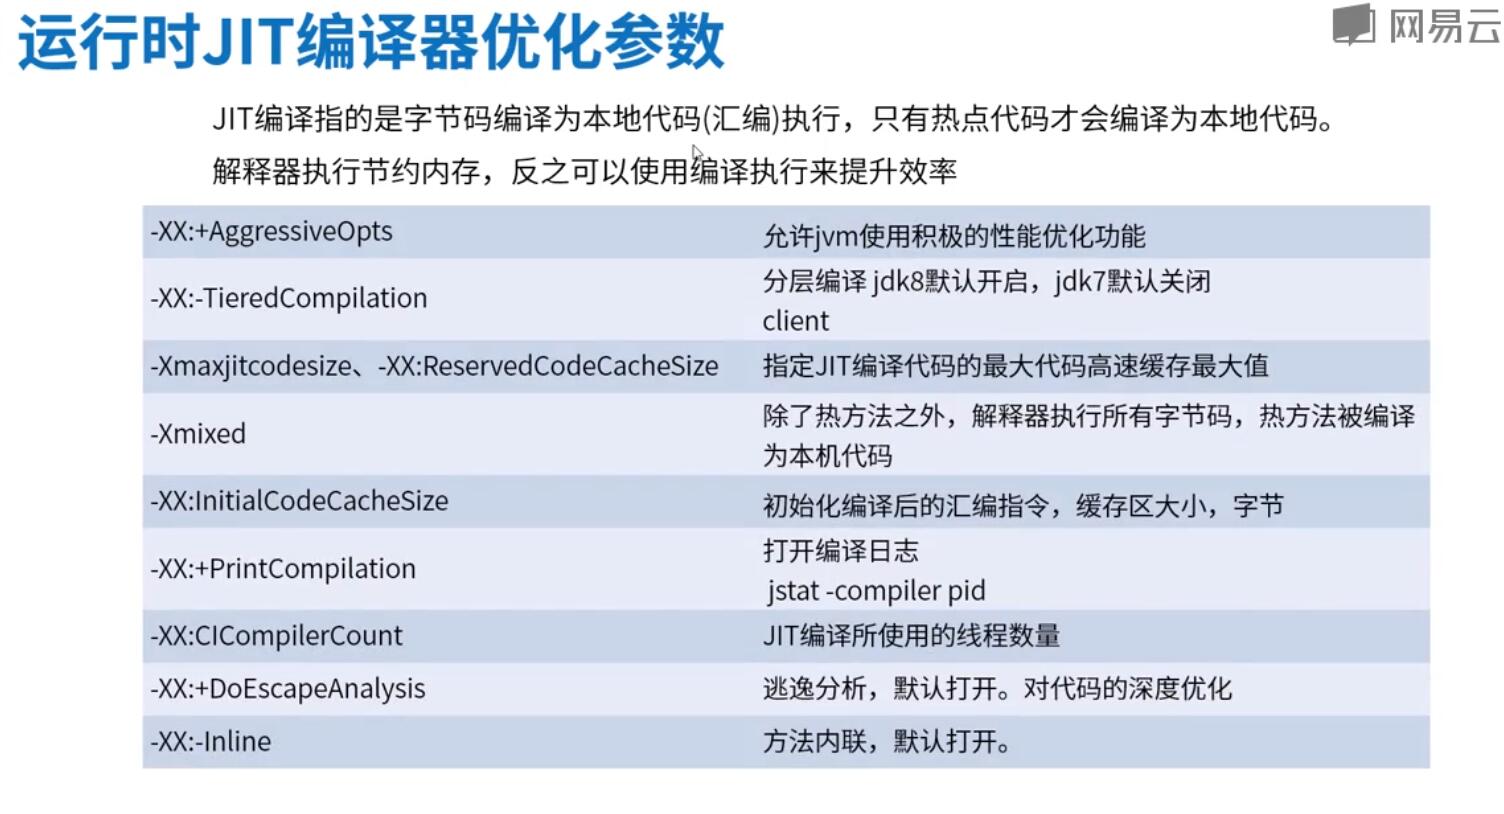 运行时JIT编译器优化参数
网易云
JIT编译指的是字节码编译为本地代码(汇编)执行，只有热点代码才会编译为本地代码。
解释器执行节约内存，反之可以使用编译执行来提升效率
-XX:+AggressiveOpts
允许jvm使用积极的性能优化功能
-XX:-TieredCompilation
分层编译 jdk8默认开启，jdk7默认关闭
client
-Xmaxjitcodesize、-XX:ReservedCodeCacheSize
指定JIT编译代码的最大代码高速缓存最大值
-Xmixed
除了热方法之外，解释器执行所有字节码，热方法被编译
为本机代码
-XX:InitialCodeCacheSize
初始化编译后的汇编指令，缓存区大小，字节
-XX:+PrintCompilation
打开编译日志
jstat -compiler pid
-XX:CICompilerCount
JIT编译所使用的线程数量
-XX:+DoEscapeAnalysis
逃逸分析，默认打开。对代码的深度优化
-XX:-Inline
方法内联，默认打开。